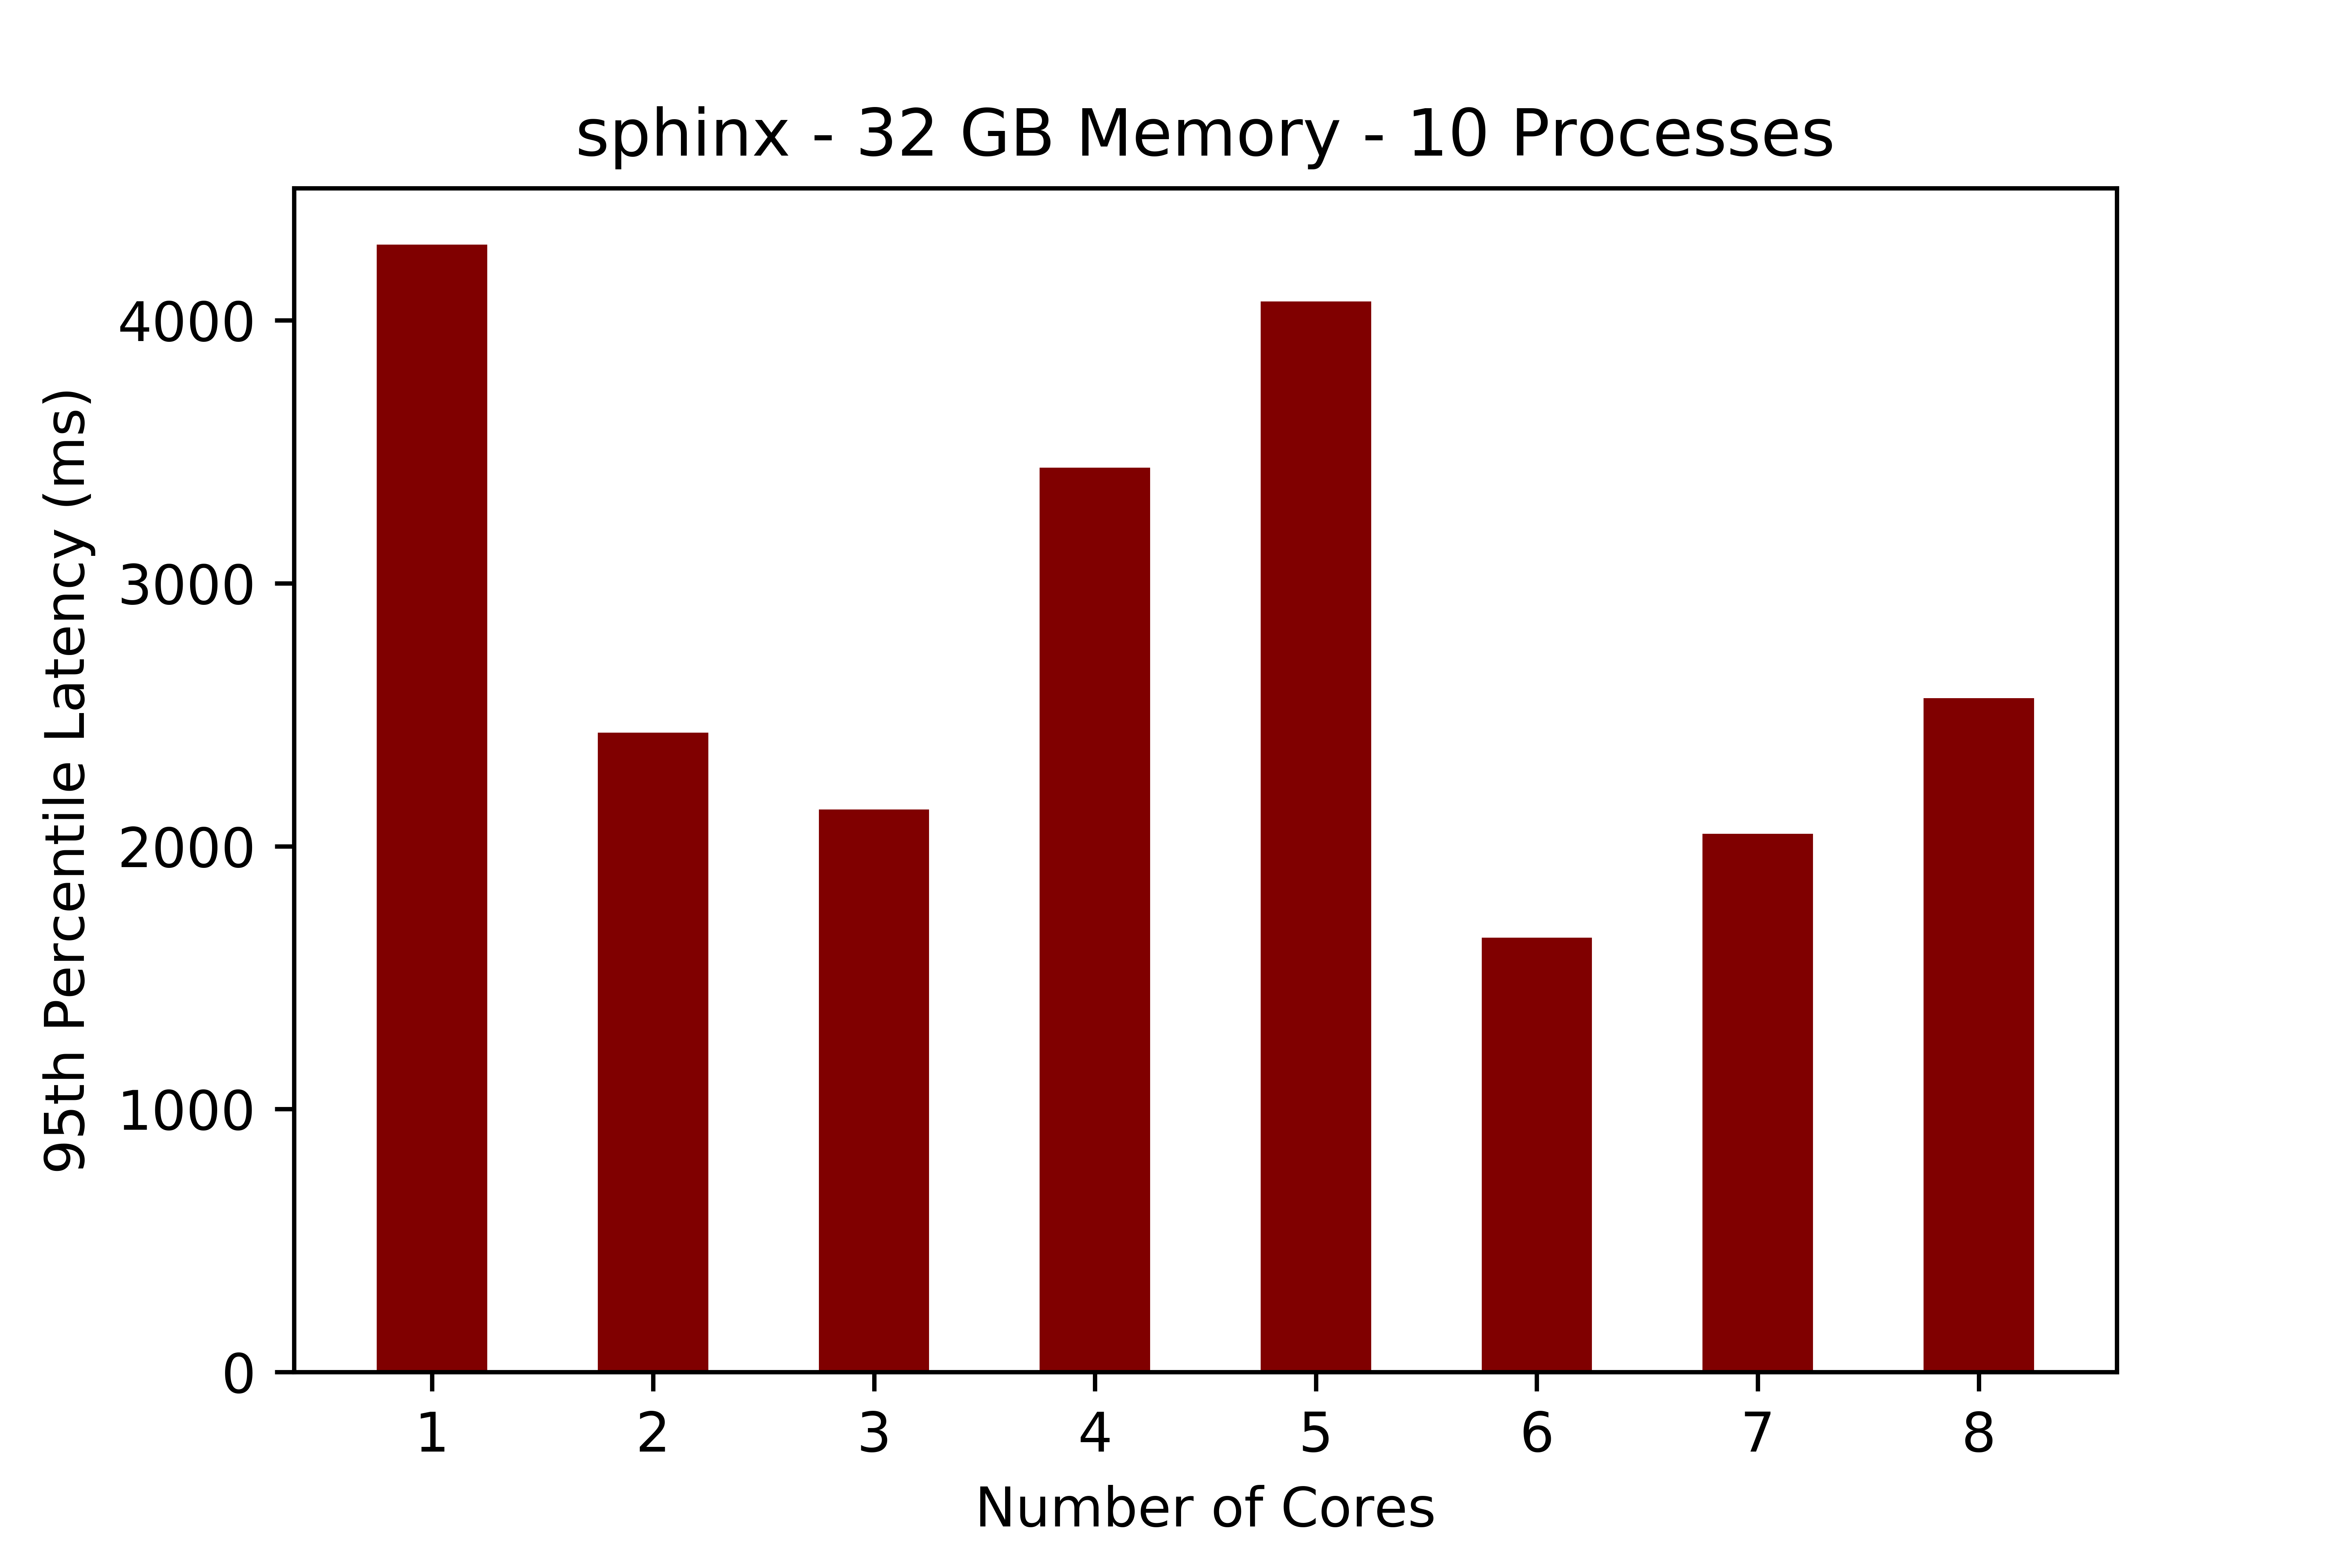 sphinx - 32 GB Memory - 10 Processes
95th Percentile Latency (ms)
4000
3000
2000
1000
0
1 2 3 4 5 6 7 8
Number of Cores